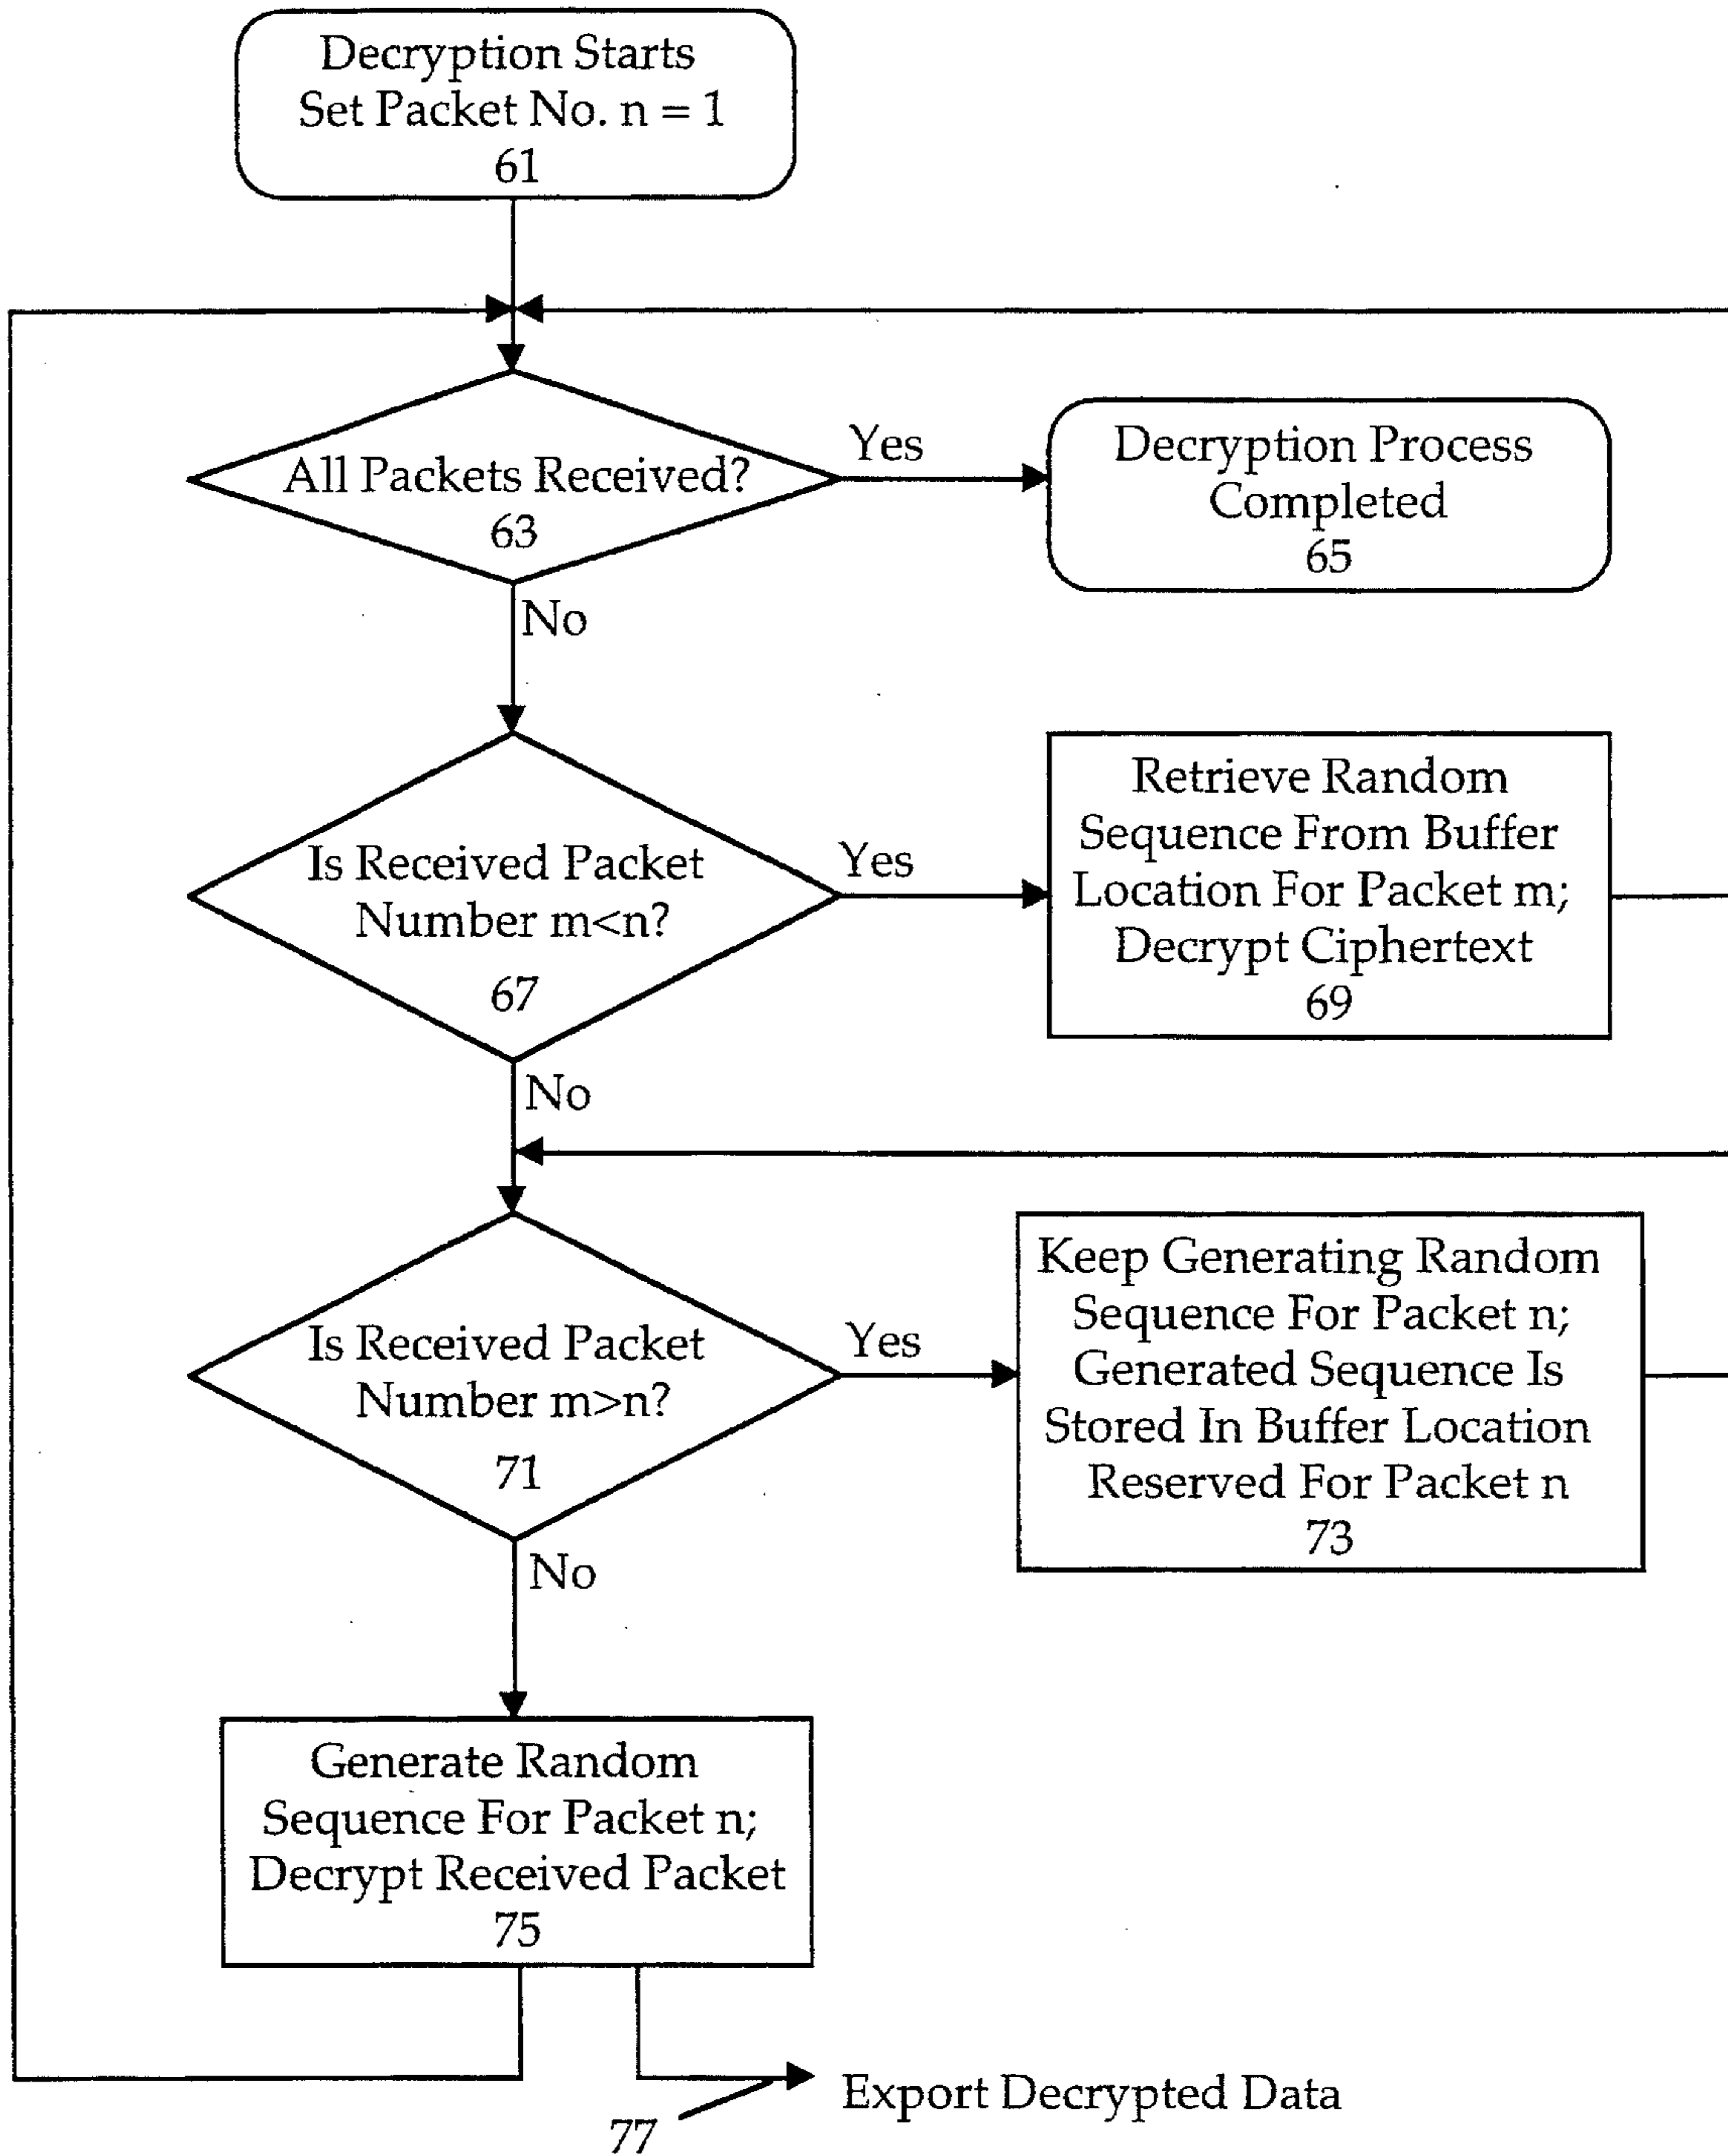 Decryption Starts
Set Packet No. n = 1
61
All Packets Received?
63
Yes
Decryption Process
Completed
65
No
Is Received Packet
Number m<n?
67
Yes
Retrieve Random
Sequence From Buffer
Location For Packet m;
Decrypt Ciphertext
69
No
Is Received Packet
Number m>n?
71
Yes
Keep Generating Random
Sequence For Packet n;
Generated Sequence Is
Stored In Buffer Location
Reserved For Packet n
73
No
Generate Random
Sequence For Packet n;
Decrypt Received Packet
75
Export Decrypted Data
77